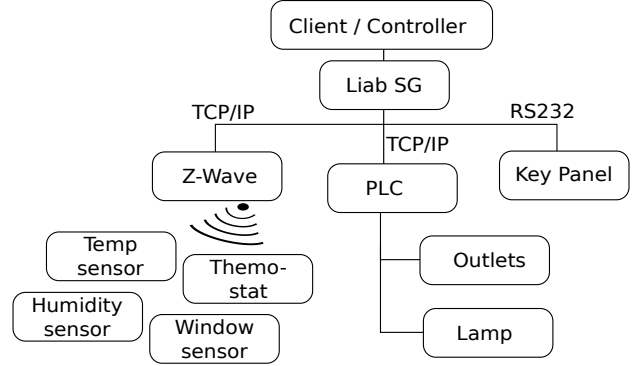 Client / Controller
Liab SG
TCP/IP
RS232
TCP/IP
Z-Wave
PLC
Key Panel
Temp
sensor
Themo-
stat
Outlets
Humidity
sensor
Window
sensor
Lamp